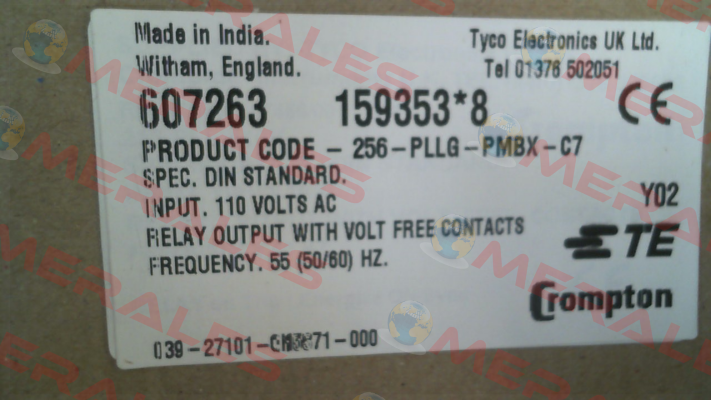 Made in India.
Tyco Electronics UK Ltd.
Witham, England.
Tel 01376 502051
607263 159353*8 CE
PRODUCT CODE - 256-PLLG-PMBX-C7
SPEC. DIN STANDARD.
INPUT. 110 VOLTS AC
Y02
RELAY OUTPUT WITH VOLT FREE CONTACTS
TE
FREQUENCY. 55 (50/60) HZ.
Crompton
MERALES